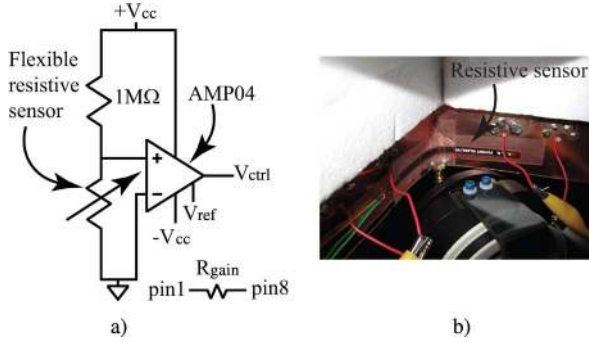 +Vcc
Flexible
resistive
sensor
1MΩ
AMP04
+
-
Vctrl
Vref
-Vcc
Rgain
pin1
pin8
a)
Resistive sensor
b)